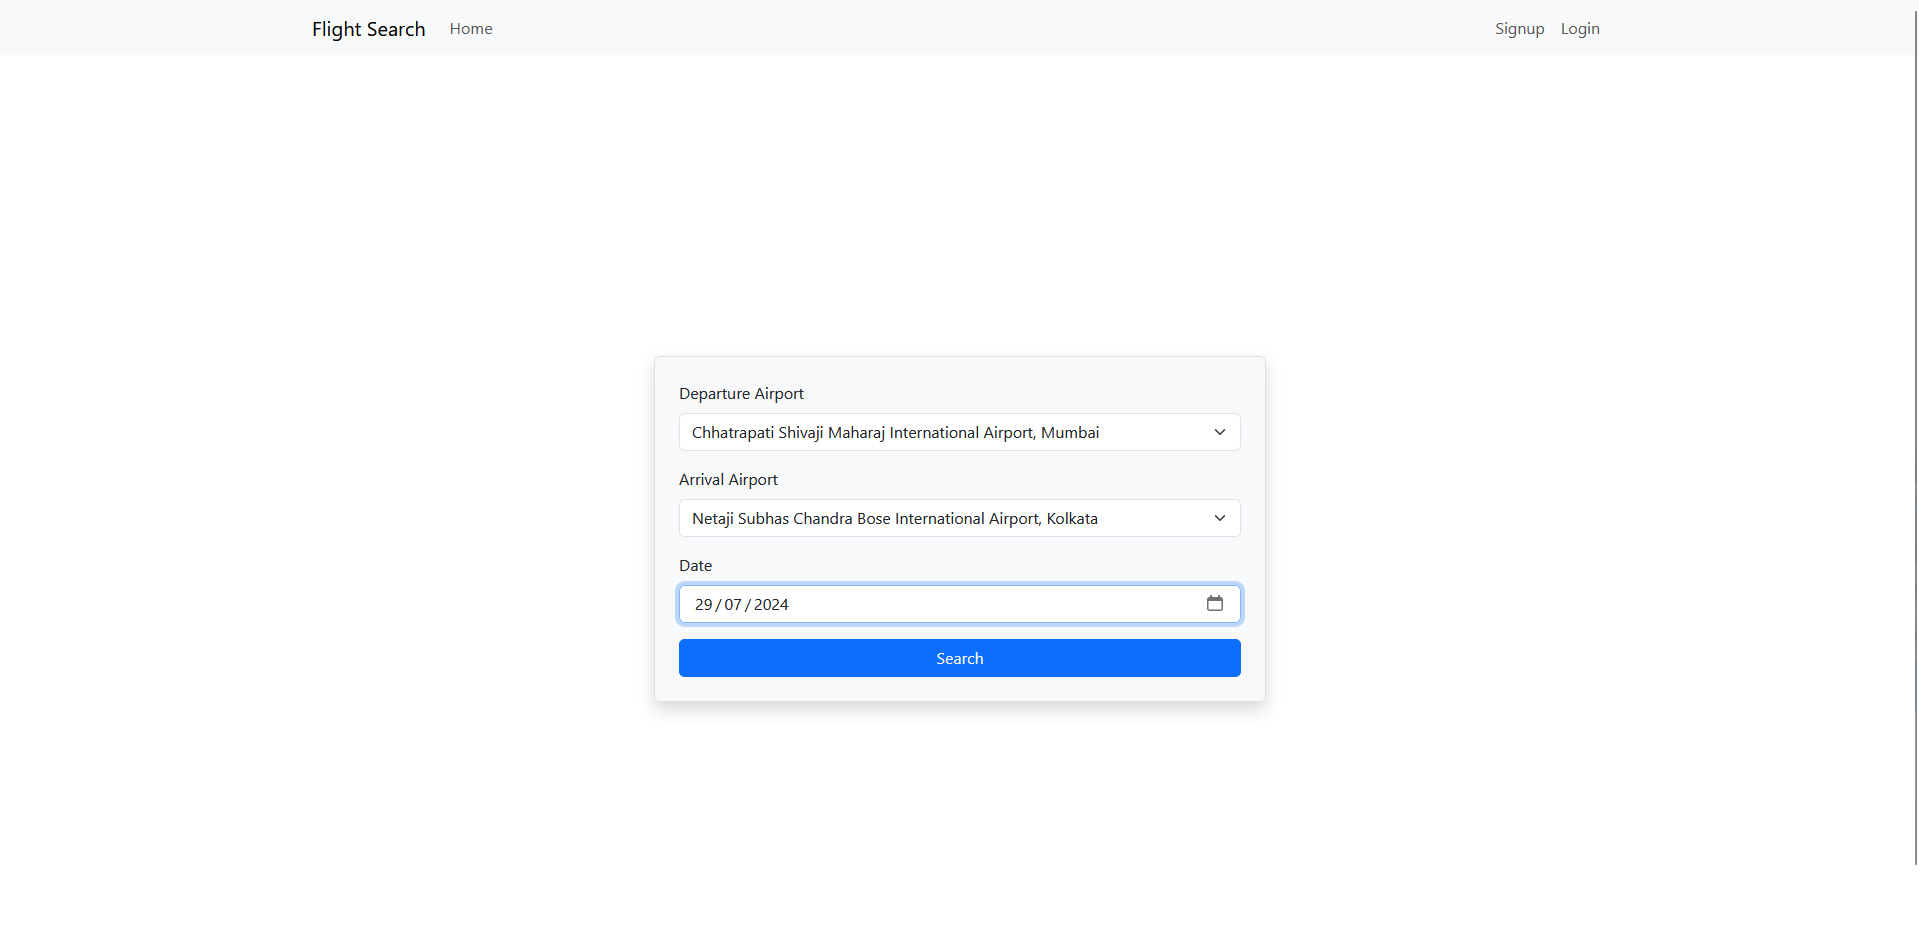 Flight Search Home Signup Login
Departure Airport
Chhatrapati Shivaji Maharaj International Airport, Mumbai
Arrival Airport
Netaji Subhas Chandra Bose International Airport, Kolkata
Date
29/07/2024
Search